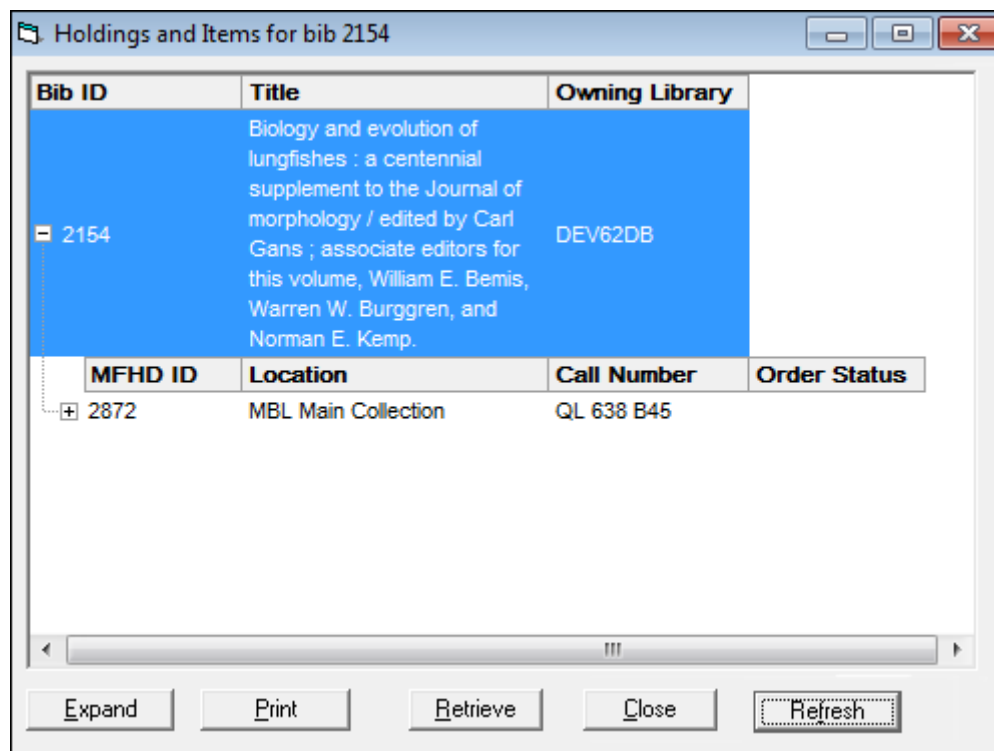 Holdings and Items for bib 2154
Bib ID Title Owning Library
Biology and evolution of
lungfishes : a centennial
supplement to the Journal of
morphology / edited by Carl
2154 Gans ; associate editors for DEV62DB
this volume, William E. Bemis,
Warren W. Burggren, and
Norman E. Kemp.
MFHD ID Location Call Number Order Status
2872 MBL Main Collection QL 638 B45
Expand Print Retrieve Close Refresh